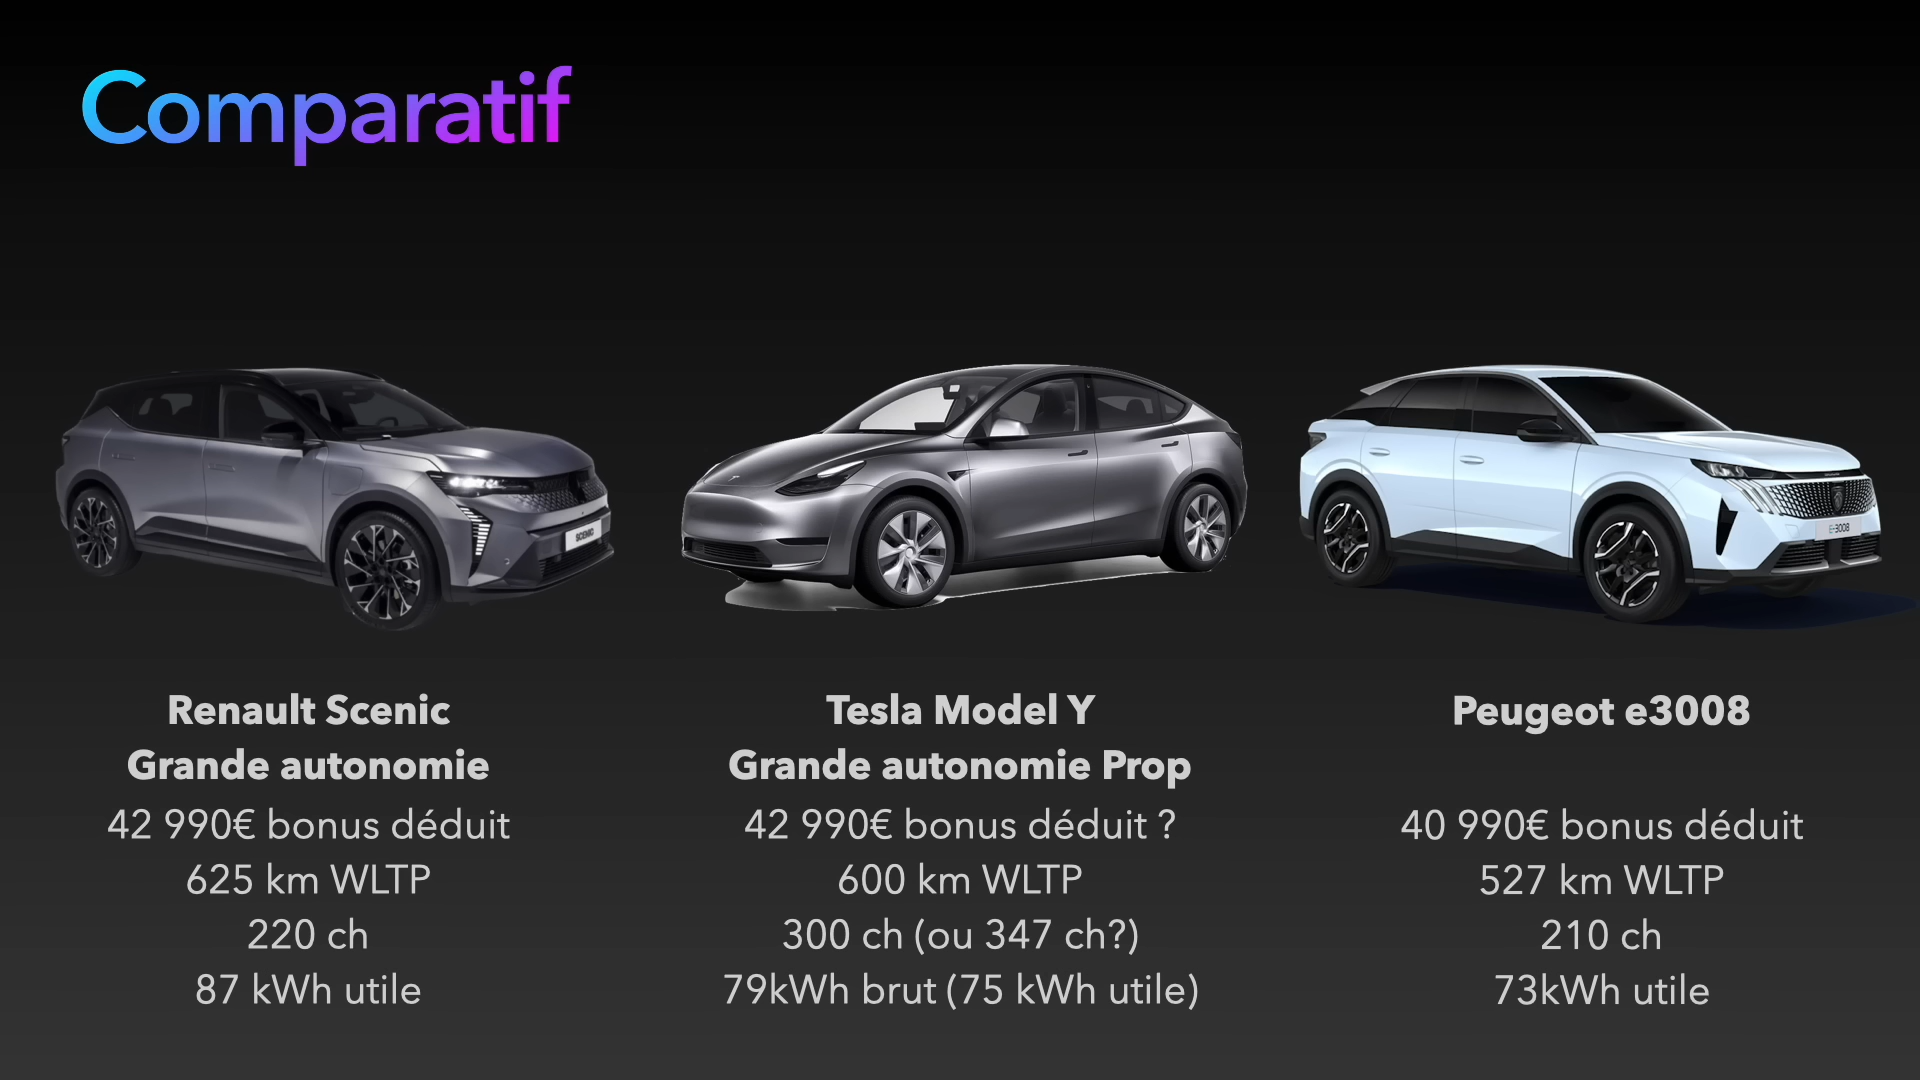 Comparatif
SCENIC
E-3008
Renault Scenic
Grande autonomie
42 990€ bonus déduit
625 km WLTP
220 ch
87 kWh utile
Tesla Model Y
Grande autonomie Prop
42 990€ bonus déduit ?
600 km WLTP
300 ch (ou 347 ch?)
79kWh brut (75 kWh utile)
Peugeot e3008
40 990€ bonus déduit
527 km WLTP
210 ch
73kWh utile